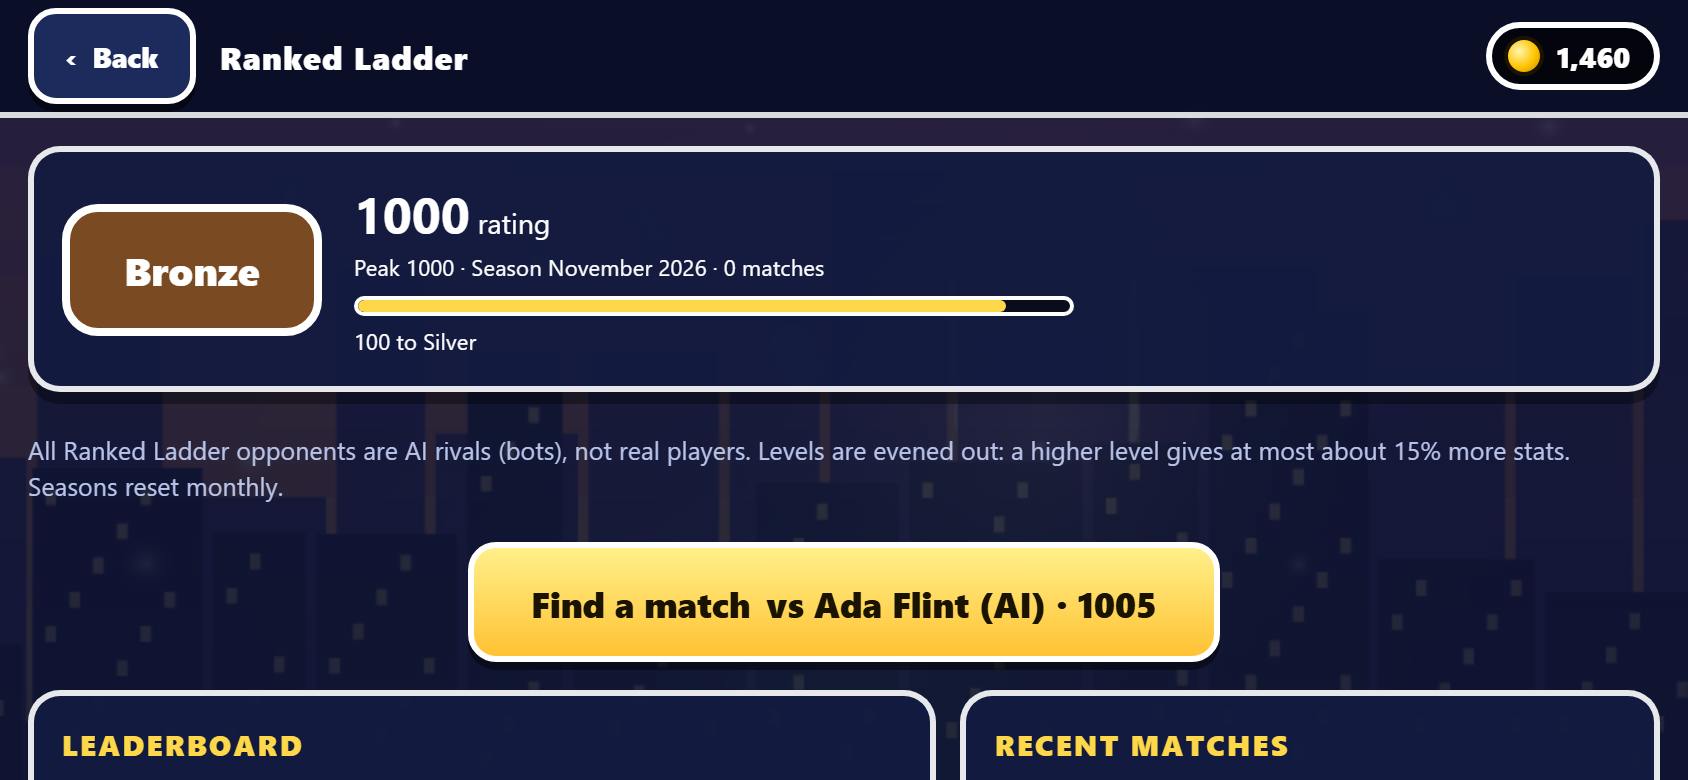 ‹ Back
Ranked Ladder
1,460
Bronze
1000 rating
Peak 1000 · Season November 2026 · 0 matches
100 to Silver
All Ranked Ladder opponents are AI rivals (bots), not real players. Levels are evened out: a higher level gives at most about 15% more stats.
Seasons reset monthly.
Find a match vs Ada Flint (AI) · 1005
LEADERBOARD
RECENT MATCHES